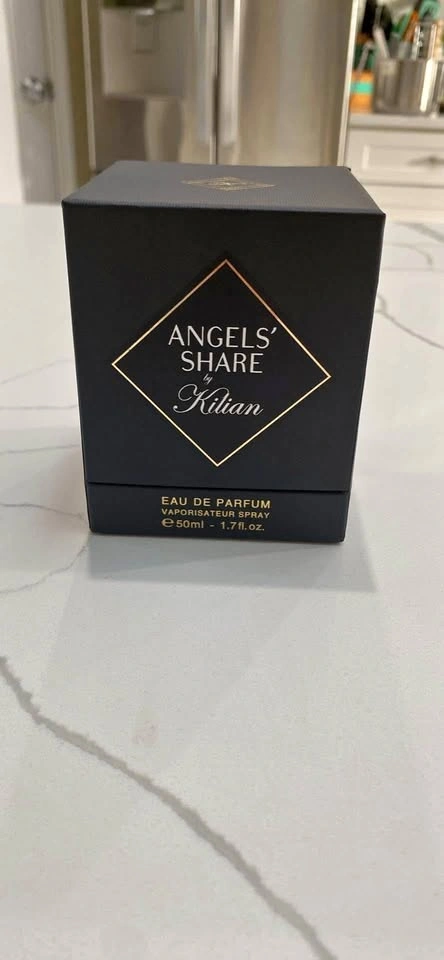 ANGELS'
SHARE
by
Kilian
EAU DE PARFUM
VAPORISATEUR SPRAY
℮50ml - 1.7fl.oz.